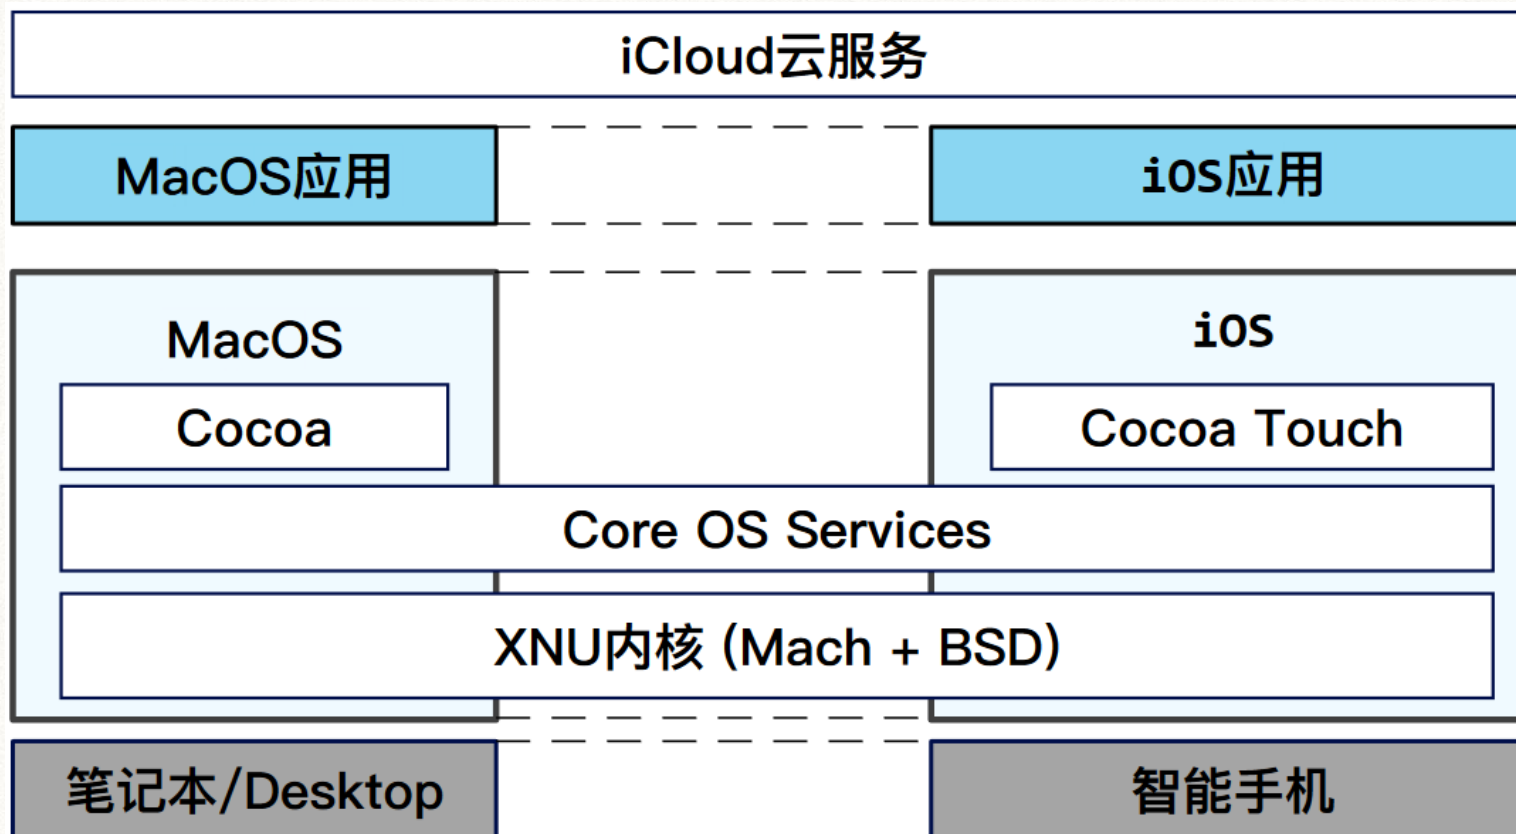 iCloud云服务
MacOS应用
iOS应用
MacOS
iOS
Cocoa
Cocoa Touch
Core OS Services
XNU内核 (Mach + BSD)
笔记本/Desktop
智能手机